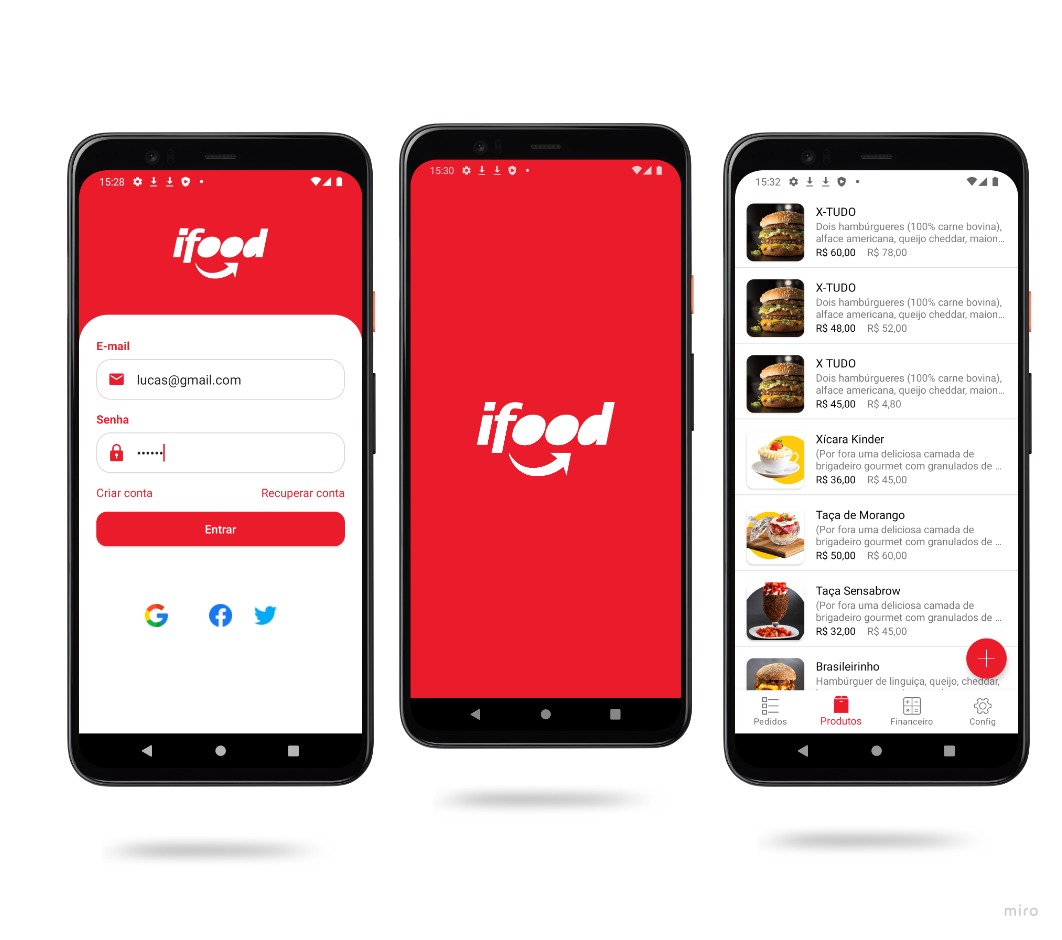 15:28
ifood
E-mail
lucas@gmail.com
Senha
••••••
Criar conta
Recuperar conta
Entrar
15:30
ifood
15:32
X-TUDO
Dois hambúrgueres (100% carne bovina),
alface americana, queijo cheddar, maion...
R$ 60,00 R$ 78,00
X-TUDO
Dois hambúrgueres (100% carne bovina),
alface americana, queijo cheddar, maion...
R$ 48,00 R$ 52,00
X TUDO
Dois hambúrgueres (100% carne bovina),
alface americana, queijo cheddar, maion...
R$ 45,00 R$ 4,80
Xícara Kinder
(Por fora uma deliciosa camada de
brigadeiro gourmet com granulados de ...
R$ 36,00 R$ 45,00
Taça de Morango
(Por fora uma deliciosa camada de
brigadeiro gourmet com granulados de ...
R$ 50,00 R$ 60,00
Taça Sensabrow
(Por fora uma deliciosa camada de
brigadeiro gourmet com granulados de ...
R$ 32,00 R$ 45,00
Brasileirinho
Hambúrguer de linguiça, queijo, cheddar,
Pedidos
Produtos
Financeiro
Config
miro